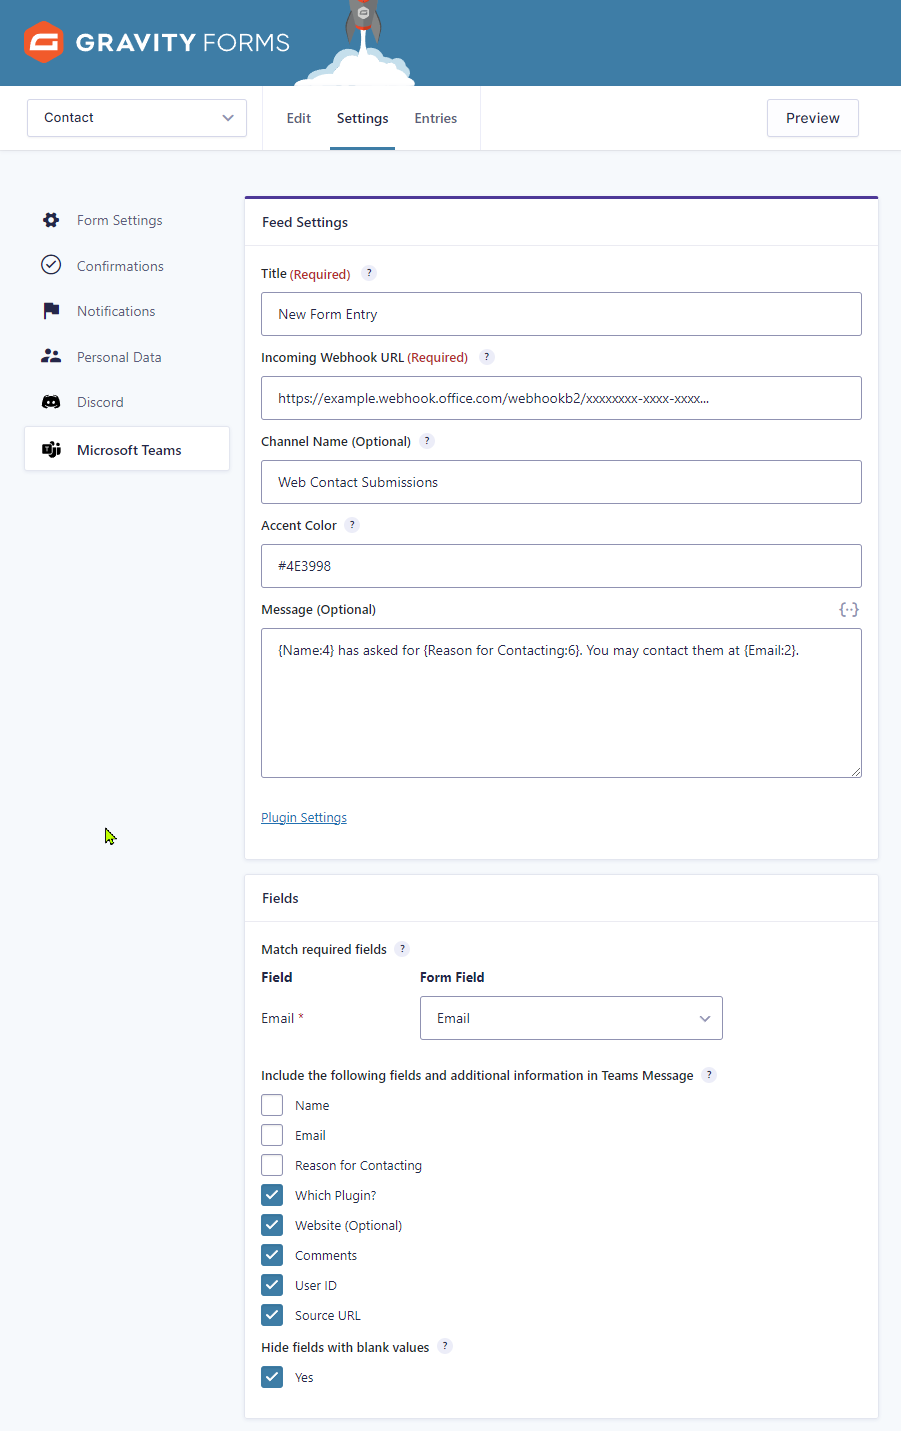 GRAVITY FORMS
Contact
Edit Settings Entries
Preview
Form Settings
Confirmations
Notifications
Personal Data
Discord
Microsoft Teams
Feed Settings
Title (Required) ?
New Form Entry
Incoming Webhook URL (Required) ?
https://example.webhook.office.com/webhookb2/xxxxxxxx-xxxx-xxxx...
Channel Name (Optional) ?
Web Contact Submissions
Accent Color ?
#4E3998
Message (Optional)
{Name:4} has asked for {Reason for Contacting:6}. You may contact them at {Email:2}.
Plugin Settings
Fields
Match required fields ?
Field Form Field
Email * Email
Include the following fields and additional information in Teams Message ?
Name
Email
Reason for Contacting
Which Plugin?
Website (Optional)
Comments
User ID
Source URL
Hide fields with blank values ?
Yes